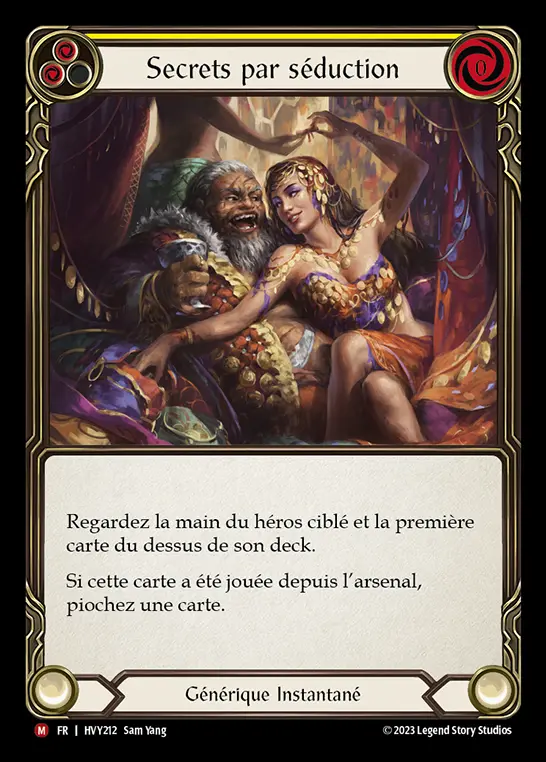 Secrets par séduction
0
Regardez la main du héros ciblé et la première
carte du dessus de son deck.
Si cette carte a été jouée depuis l'arsenal,
piochez une carte.
Générique Instantané
M FR | HVY212 Sam Yang
©2023 Legend Story Studios